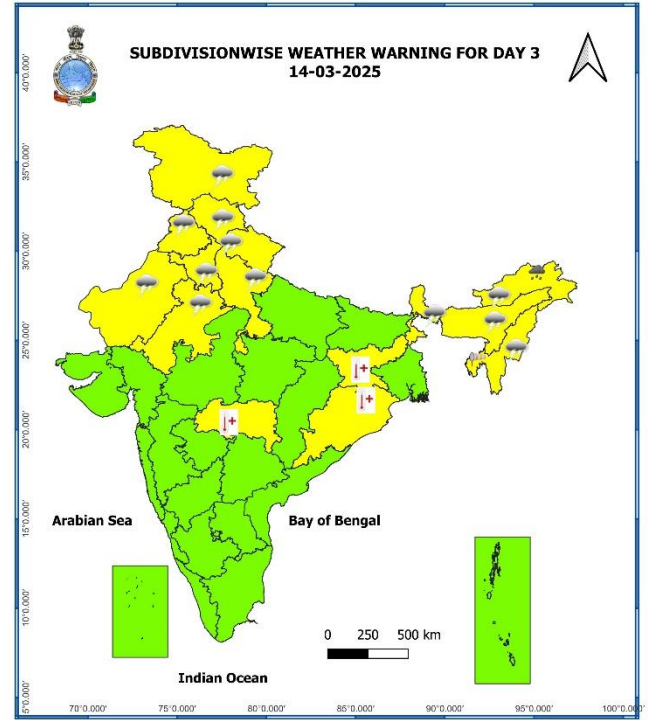 SUBDIVISIONWISE WEATHER WARNING FOR DAY 3
14-03-2025
40°0.000'
35°0.000'
30°0.000'
25°0.000'
20°0.000'
15°0.000'
10°0.000'
5°0.000'
Arabian Sea
Bay of Bengal
0 250 500 km
Indian Ocean
70°0.000' 75°0.000' 80°0.000' 85°0.000' 90°0.000' 95°0.000' 100°0.000'